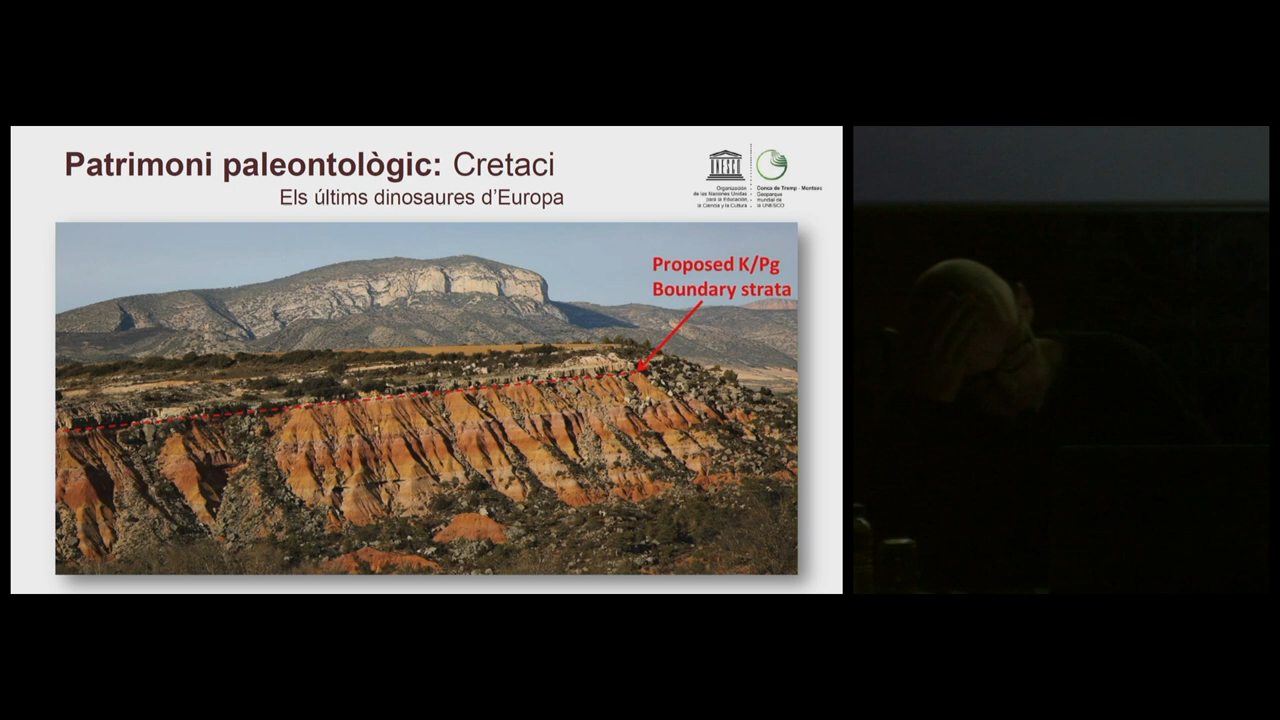 Patrimoni paleontològic: Cretaci
Els últims dinosaures d'Europa
UNESCO
Organización
de las Naciones Unidas
para la Educación,
la Ciencia y la Cultura
Conca de Tremp - Montsec
Geoparque
mundial de
la UNESCO
Proposed K/Pg
Boundary strata